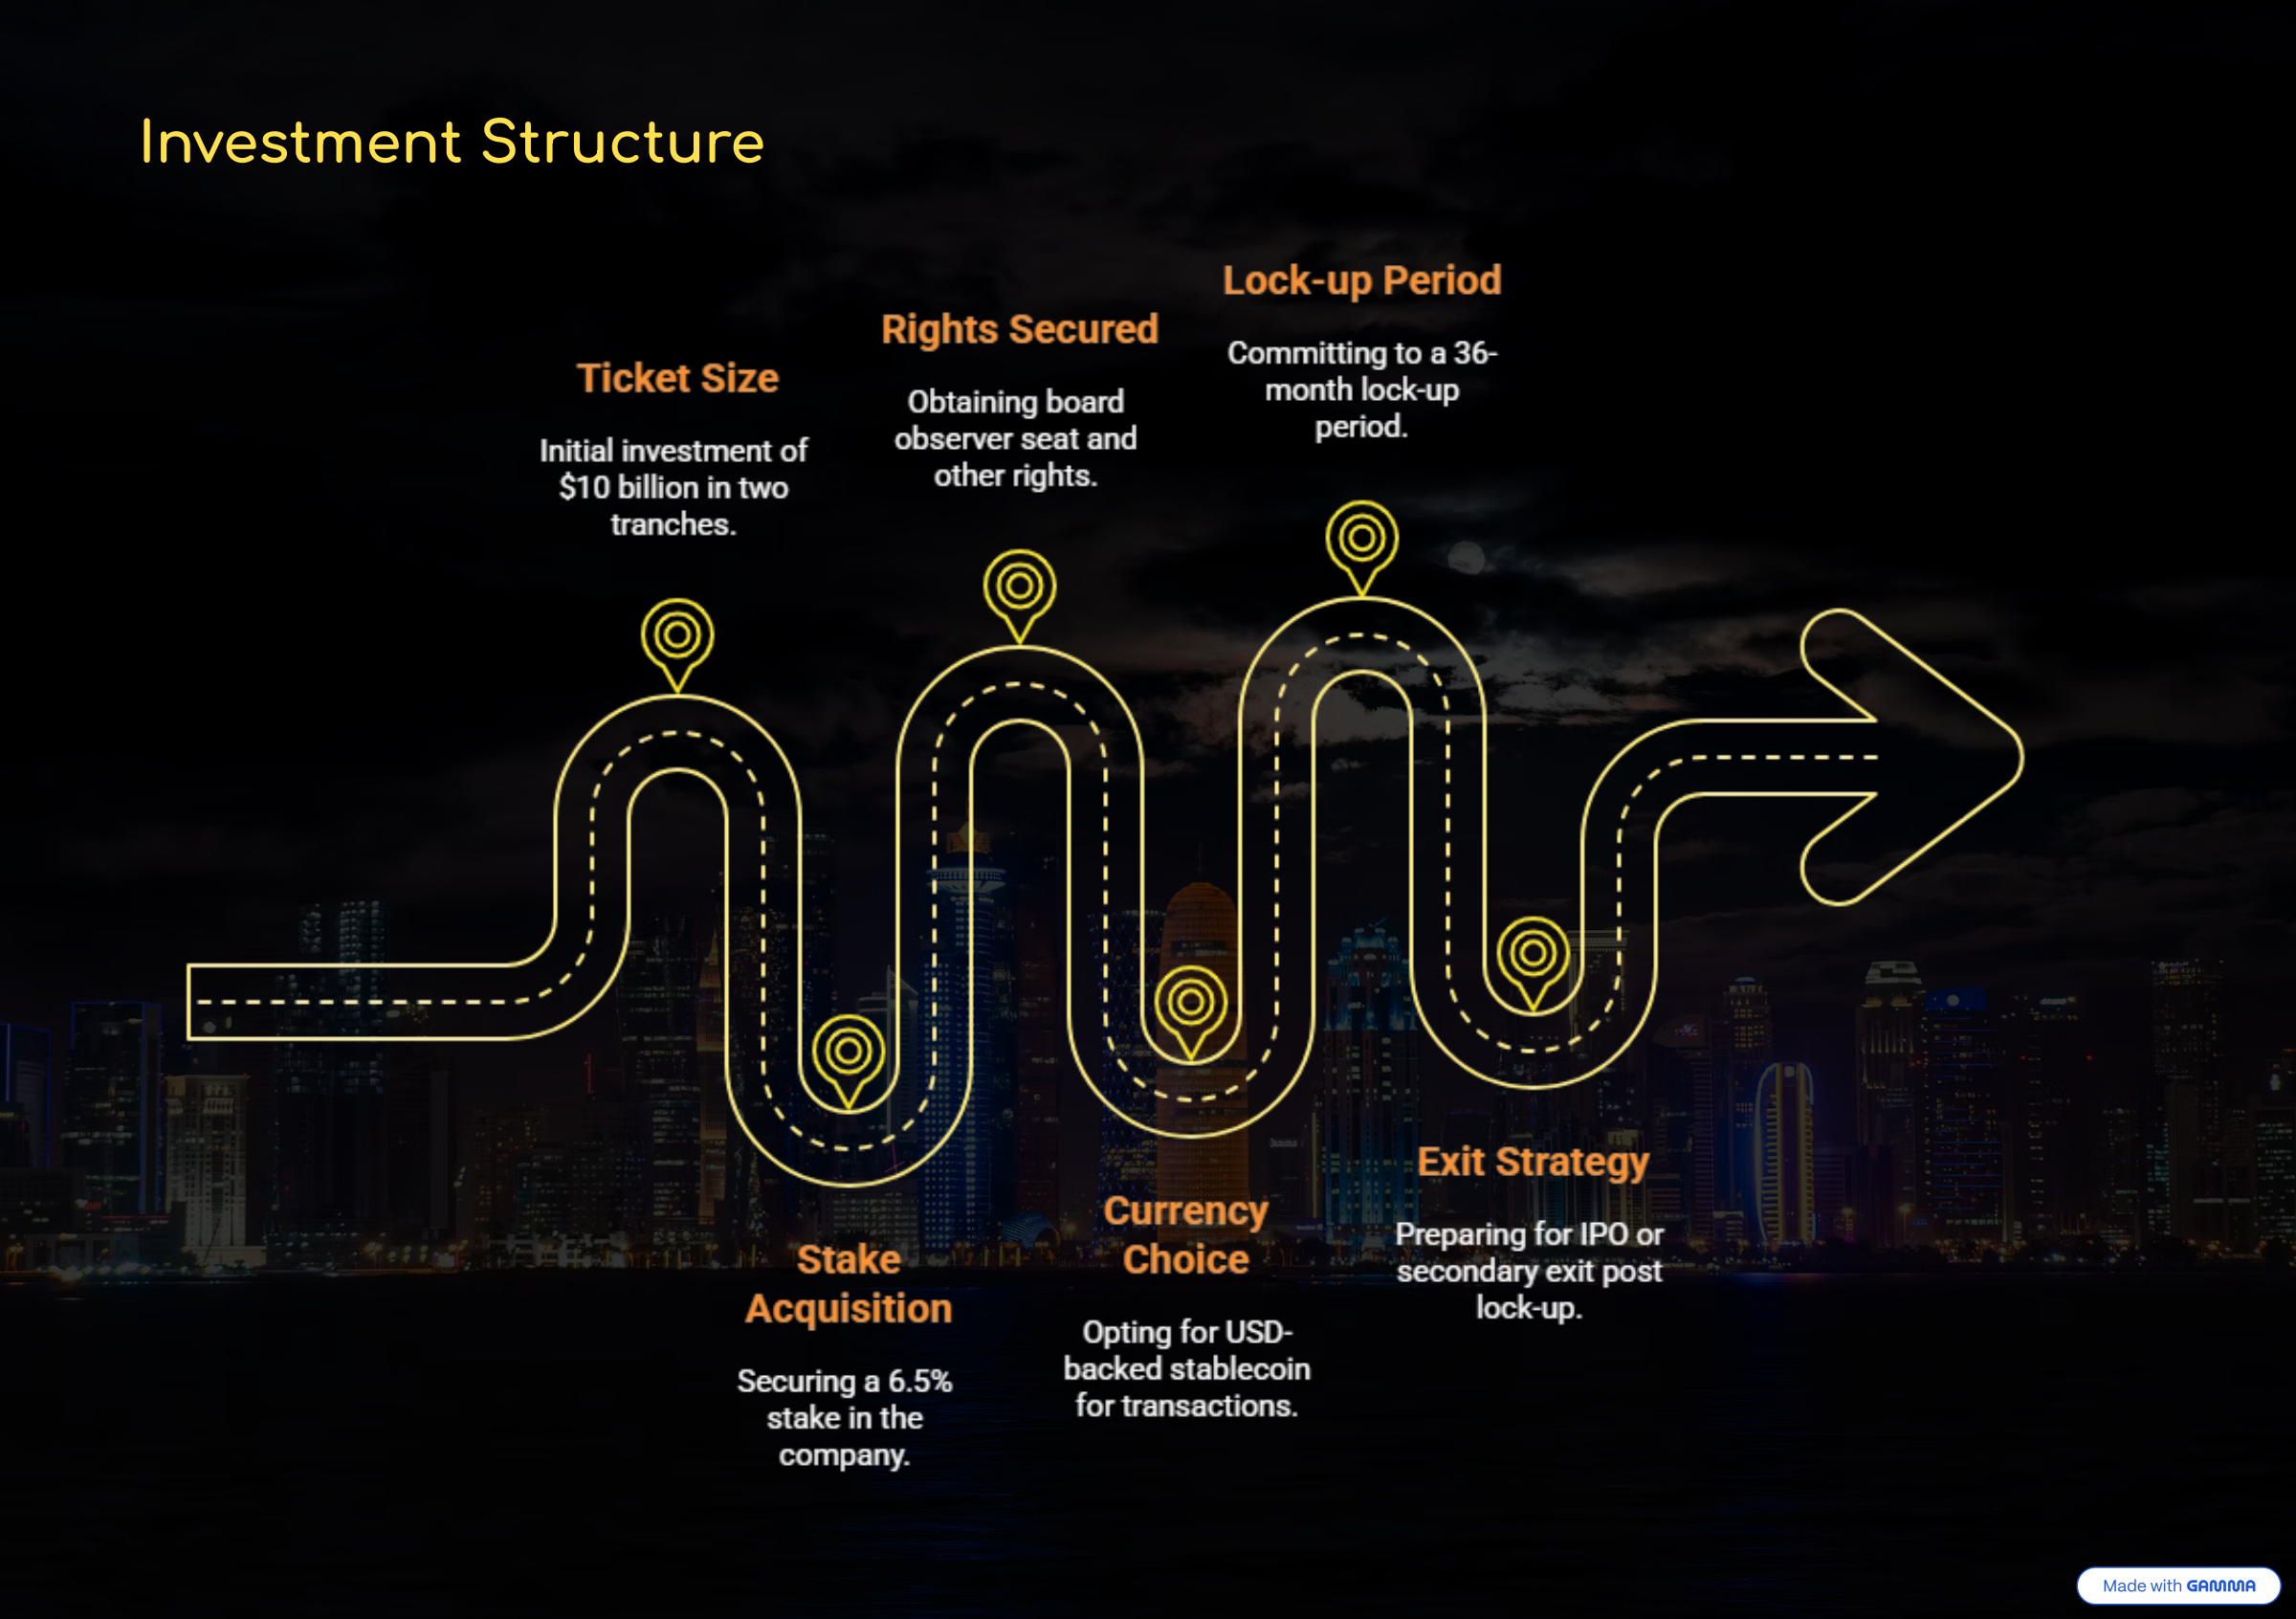 Investment Structure
Ticket Size
Initial investment of
$10 billion in two
tranches.
Stake
Acquisition
Securing a 6.5%
stake in the
company.
Rights Secured
Obtaining board
observer seat and
other rights.
Currency
Choice
Opting for USD-
backed stablecoin
for transactions.
Lock-up Period
Committing to a 36-
month lock-up
period.
Exit Strategy
Preparing for IPO or
secondary exit post
lock-up.
Made with GAMMA